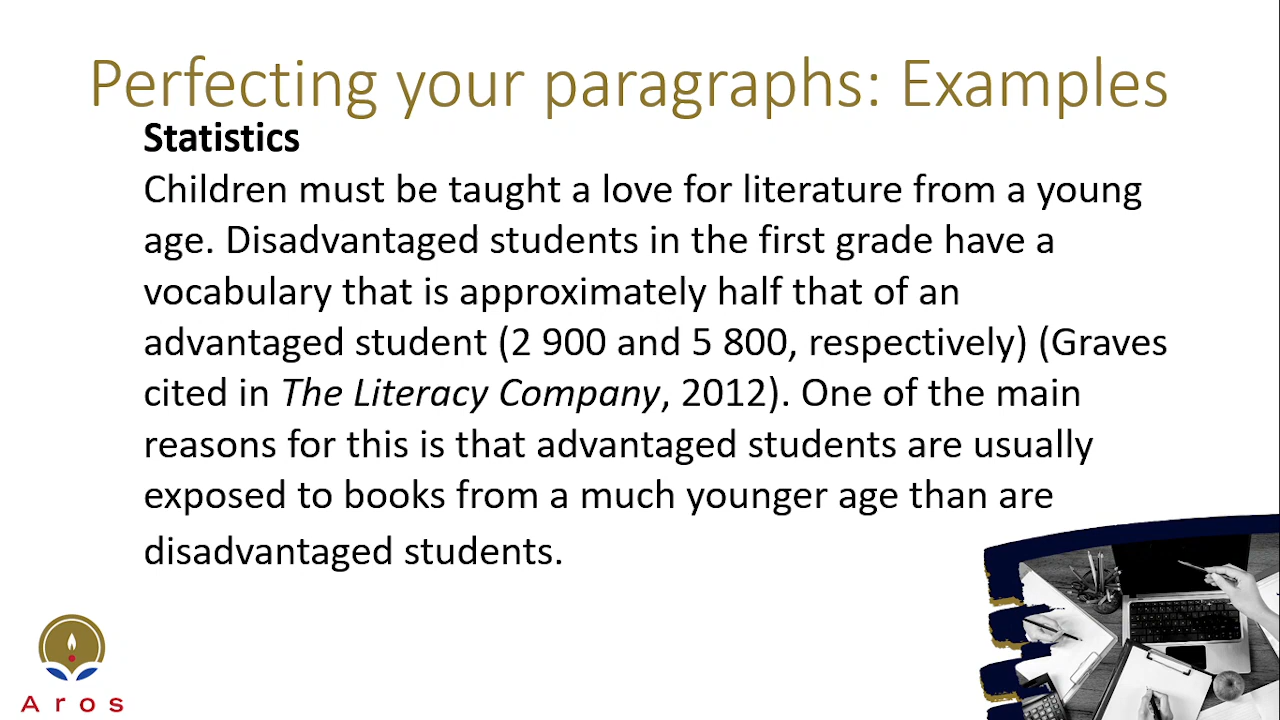 Perfecting your paragraphs: Examples
Statistics
Children must be taught a love for literature from a young
age. Disadvantaged students in the first grade have a
vocabulary that is approximately half that of an
advantaged student (2 900 and 5 800, respectively) (Graves
cited in The Literacy Company, 2012). One of the main
reasons for this is that advantaged students are usually
exposed to books from a much younger age than are
disadvantaged students.
Aros